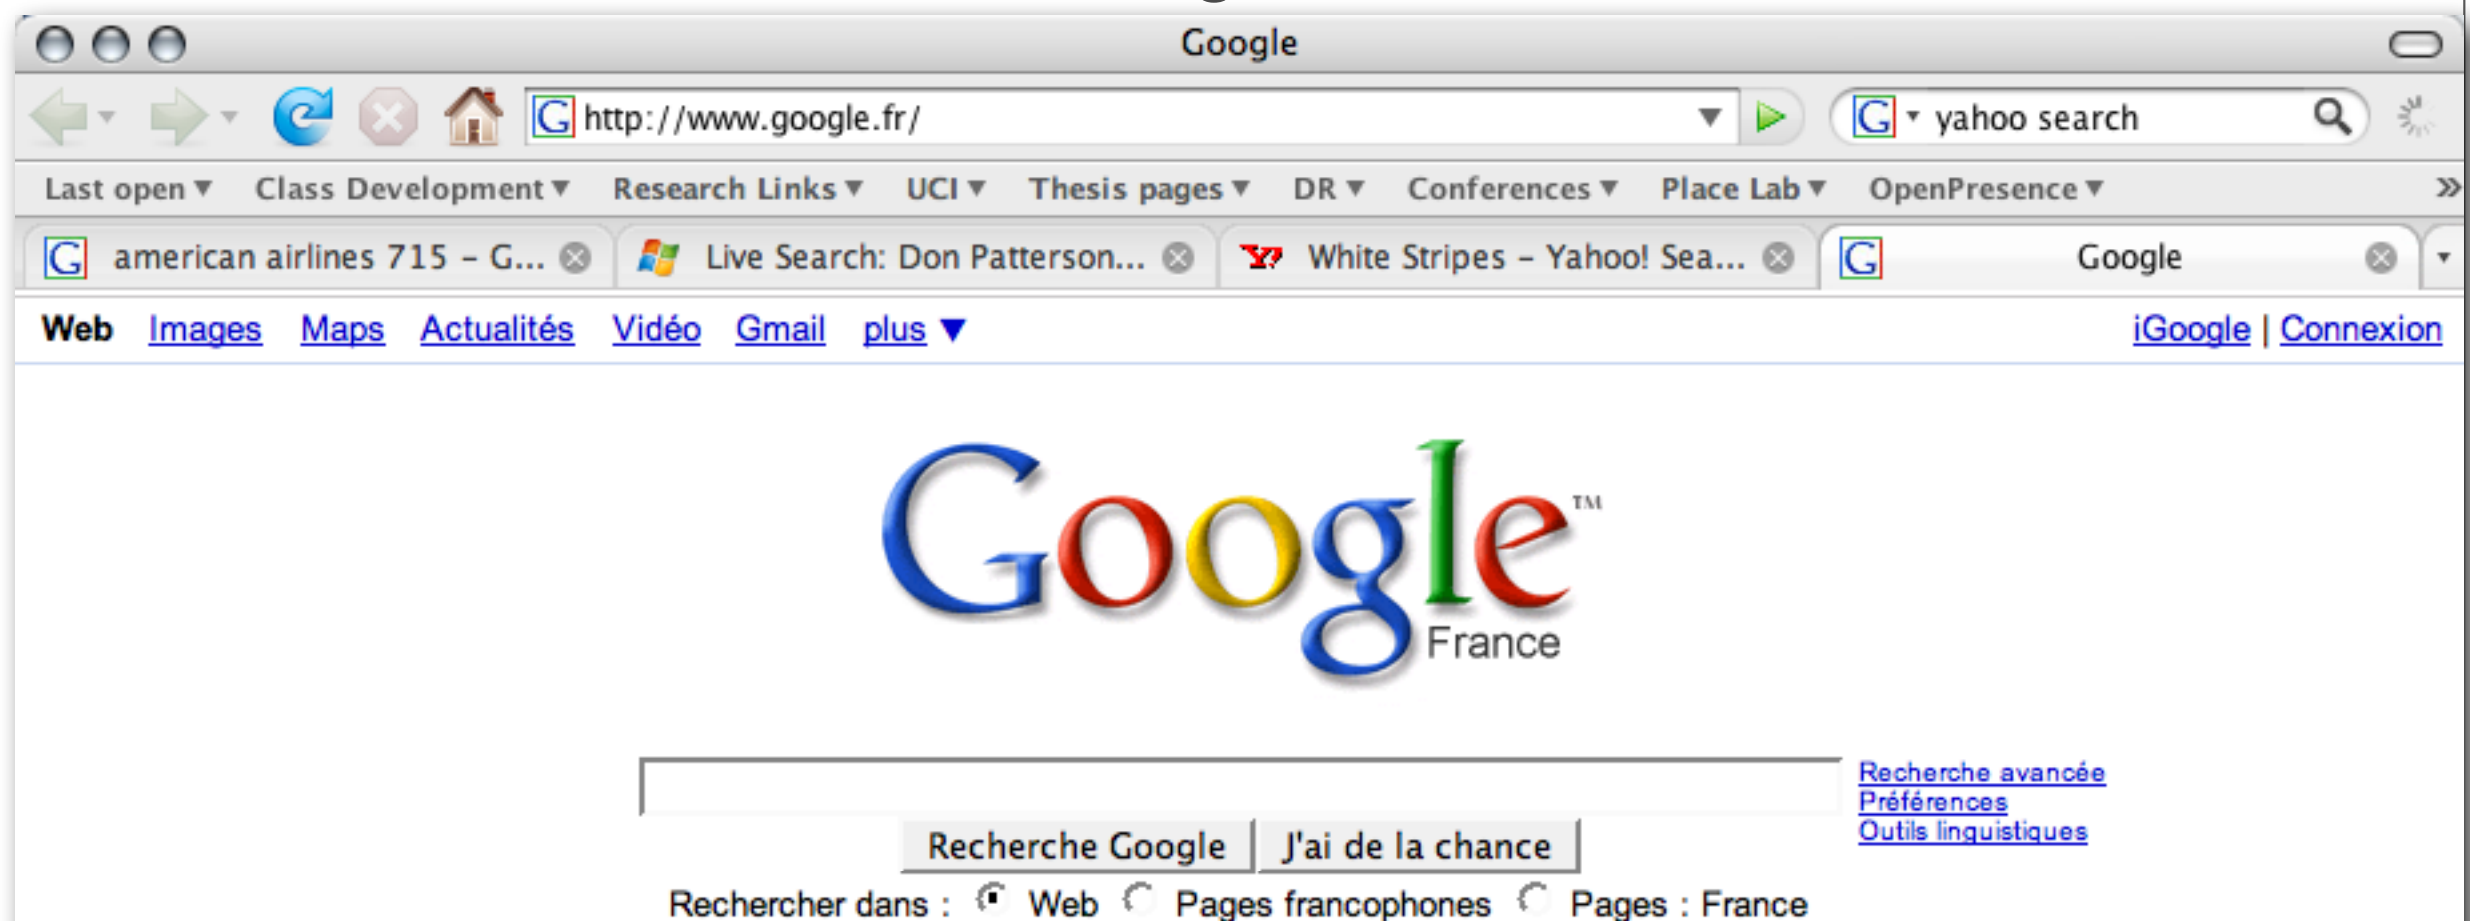 Google
http://www.google.fr/ yahoo search
Last open Class Development Research Links UCI Thesis pages DR Conferences Place Lab OpenPresence
american airlines 715 – G... Live Search: Don Patterson... White Stripes – Yahoo! Sea... Google
Web Images Maps Actualités Vidéo Gmail plus iGoogle | Connexion
Google™
France
Recherche avancée
Préférences
Outils linguistiques
Recherche Google J'ai de la chance
Rechercher dans : Web Pages francophones Pages : France